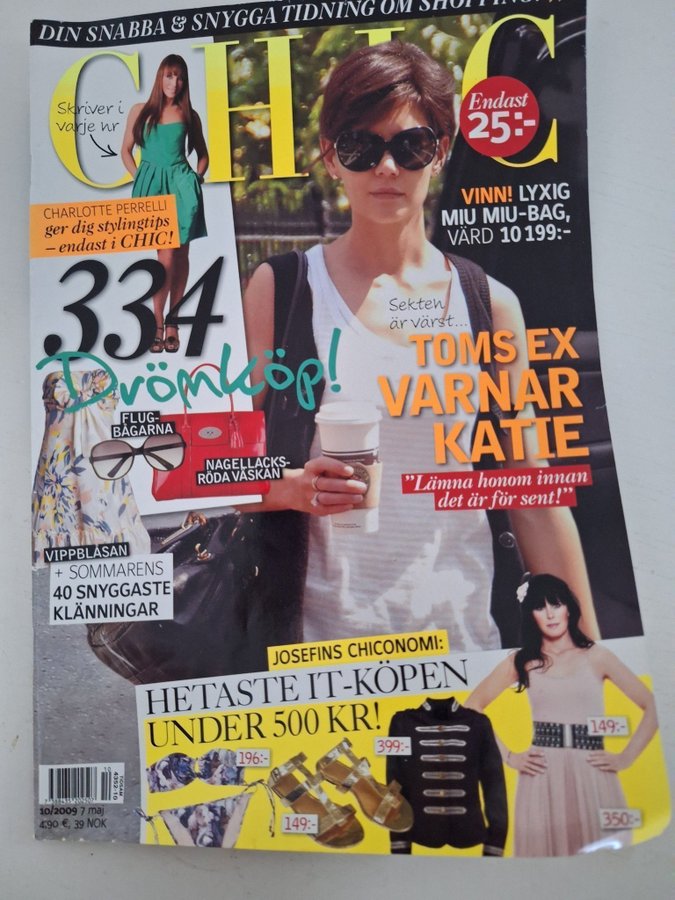 DIN SNABBA & SNYGGA TIDNING OM SHOPPING!
CHIC
Skriver i
varje nr
Endast
25:-
CHARLOTTE PERRELLI
ger dig stylingtips
– endast i CHIC!
VINN! LYXIG
MIU MIU-BAG,
VÄRD 10 199:-
334
Drömköp!
Sekten
är värst...
TOMS EX
VARNAR
KATIE
”Lämna honom innan
det är för sent!”
FLUG-
BÅGARNA
NAGELLACKS-
RÖDA VÄSKAN
VIPPBLÅSAN
+ SOMMARENS
40 SNYGGASTE
KLÄNNINGAR
JOSEFINS CHICONOMI:
HETASTE IT-KÖPEN
UNDER 500 KR!
196:-
399:-
149:-
149:-
350:-
10/2009 7 maj
4,90 €, 39 NOK